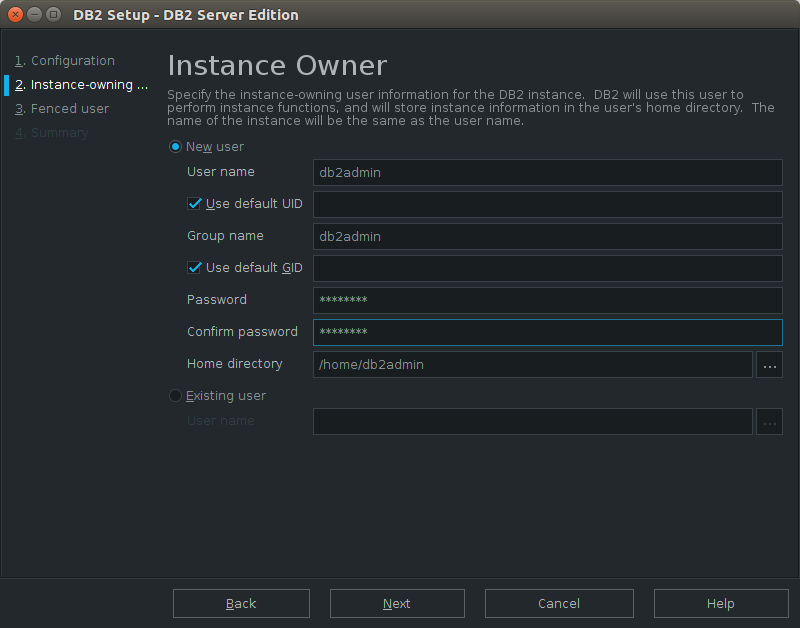 DB2 Setup - DB2 Server Edition
1. Configuration
2. Instance-owning ...
3. Fenced user
4. Summary
Instance Owner
Specify the instance-owning user information for the DB2 instance.  DB2 will use this user to
perform instance functions, and will store instance information in the user's home directory.  The
name of the instance will be the same as the user name.
New user
User name db2admin
Use default UID
Group name db2admin
Use default GID
Password ********
Confirm password ********
Home directory /home/db2admin ...
Existing user
User name ...
Back Next Cancel Help